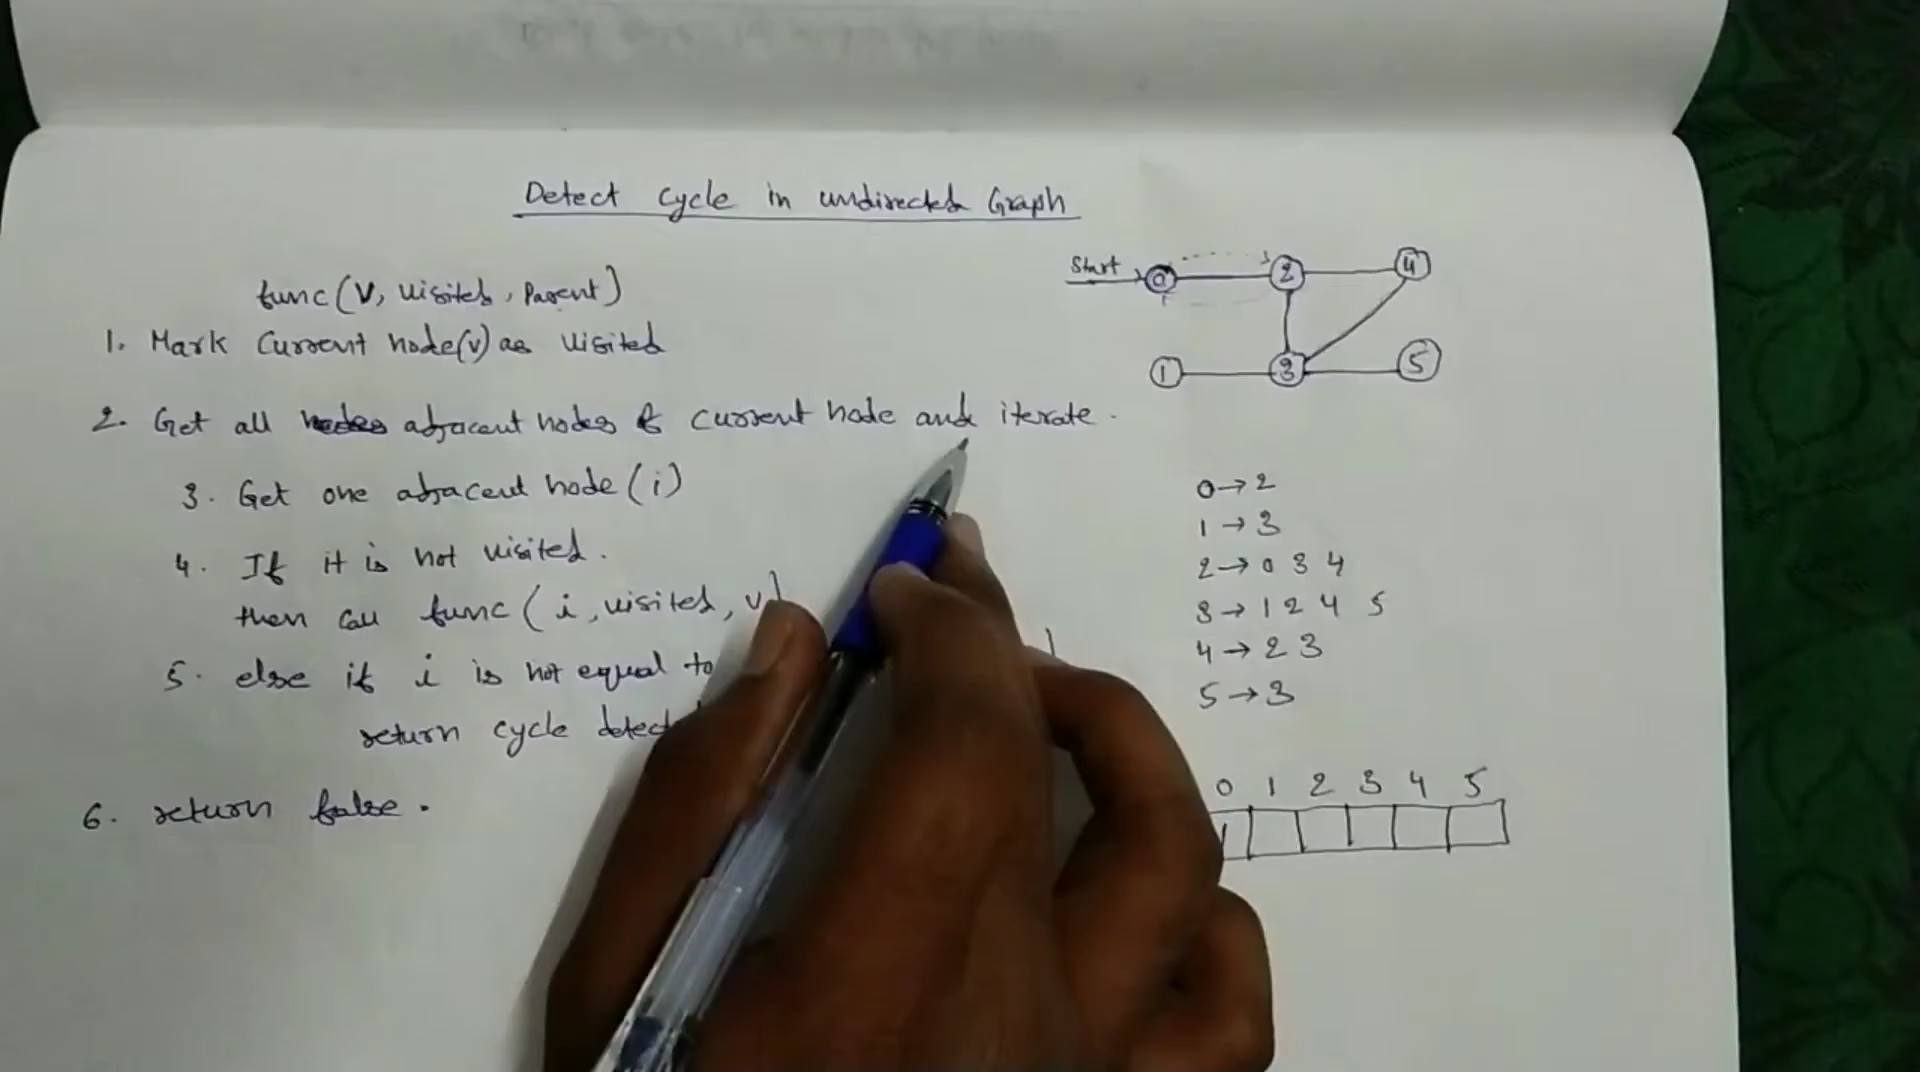 Detect Cycle in undirected Graph
func(V, visited, Parent)
1. Mark Current node(v) as visited
2. Get all adjacent nodes of current node and iterate.
3. Get one adjacent node (i)
4. If it is not visited.
then call func(i, visited, v)
5. else if i is not equal to
return cycle detect
6. return false.
Start
0 2 4
1 3 5
0→2
1→3
2→0 3 4
3→1 2 4 5
4→2 3
5→3
0 1 2 3 4 5
1